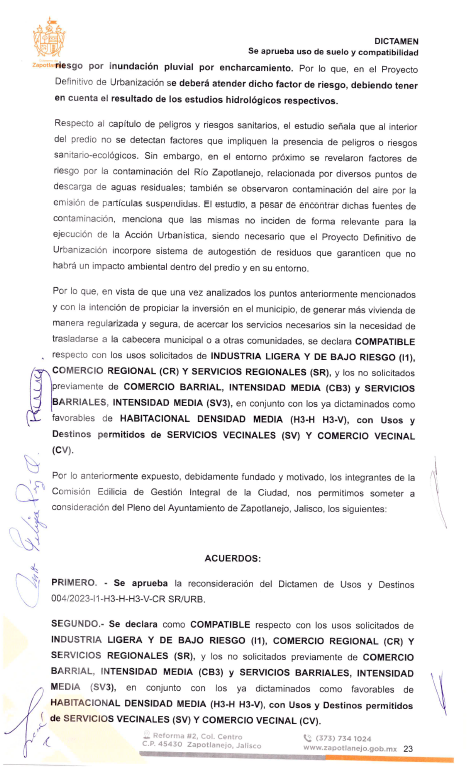 DICTAMEN
Se aprueba uso de suelo y compatibilidad
Zapotlanejo
riesgo por inundación pluvial por encharcamiento. Por lo que, en el Proyecto
Definitivo de Urbanización se deberá atender dicho factor de riesgo, debiendo tener
en cuenta el resultado de los estudios hidrológicos respectivos.
Respecto al capítulo de peligros y riesgos sanitarios, el estudio señala que al interior
del predio no se detectan factores que impliquen la presencia de peligros o riesgos
sanitario-ecológicos. Sin embargo, en el entorno próximo se revelaron factores de
riesgo por la contaminación del Río Zapotlanejo, relacionada por diversos puntos de
descarga de aguas residuales; también se observaron contaminación del aire por la
emisión de partículas suspendidas. El estudio, a pesar de encontrar dichas fuentes de
contaminación, menciona que las mismas no inciden de forma relevante para la
ejecución de la Acción Urbanística, siendo necesario que el Proyecto Definitivo de
Urbanización incorpore sistema de autogestión de residuos que garanticen que no
habrá un impacto ambiental dentro del predio y en su entorno.
Por lo que, en vista de que una vez analizados los puntos anteriormente mencionados
y con la intención de propiciar la inversión en el municipio, de generar más vivienda de
manera regularizada y segura, de acercar los servicios necesarios sin la necesidad de
trasladarse a la cabecera municipal o a otras comunidades, se declara COMPATIBLE
respecto con los usos solicitados de INDUSTRIA LIGERA Y DE BAJO RIESGO (I1),
COMERCIO REGIONAL (CR) Y SERVICIOS REGIONALES (SR), y los no solicitados
previamente de COMERCIO BARRIAL, INTENSIDAD MEDIA (CB3) y SERVICIOS
BARRIALES, INTENSIDAD MEDIA (SV3), en conjunto con los ya dictaminados como
favorables de HABITACIONAL DENSIDAD MEDIA (H3-H H3-V), con Usos y
Destinos permitidos de SERVICIOS VECINALES (SV) Y COMERCIO VECINAL
(CV).
Por lo anteriormente expuesto, debidamente fundado y motivado, los integrantes de la
Comisión Edilicia de Gestión Integral de la Ciudad, nos permitimos someter a
consideración del Pleno del Ayuntamiento de Zapotlanejo, Jalisco, los siguientes:
ACUERDOS:
PRIMERO. - Se aprueba la reconsideración del Dictamen de Usos y Destinos
004/2023-I1-H3-H-H3-V-CR SR/URB.
SEGUNDO.- Se declara como COMPATIBLE respecto con los usos solicitados de
INDUSTRIA LIGERA Y DE BAJO RIESGO (I1), COMERCIO REGIONAL (CR) Y
SERVICIOS REGIONALES (SR), y los no solicitados previamente de COMERCIO
BARRIAL, INTENSIDAD MEDIA (CB3) y SERVICIOS BARRIALES, INTENSIDAD
MEDIA (SV3), en conjunto con los ya dictaminados como favorables de
HABITACIONAL DENSIDAD MEDIA (H3-H H3-V), con Usos y Destinos permitidos
de SERVICIOS VECINALES (SV) Y COMERCIO VECINAL (CV).
Reforma #2, Col. Centro
C.P. 45430 Zapotlanejo, Jalisco
(373) 734 1024
www.zapotlanejo.gob.mx 23